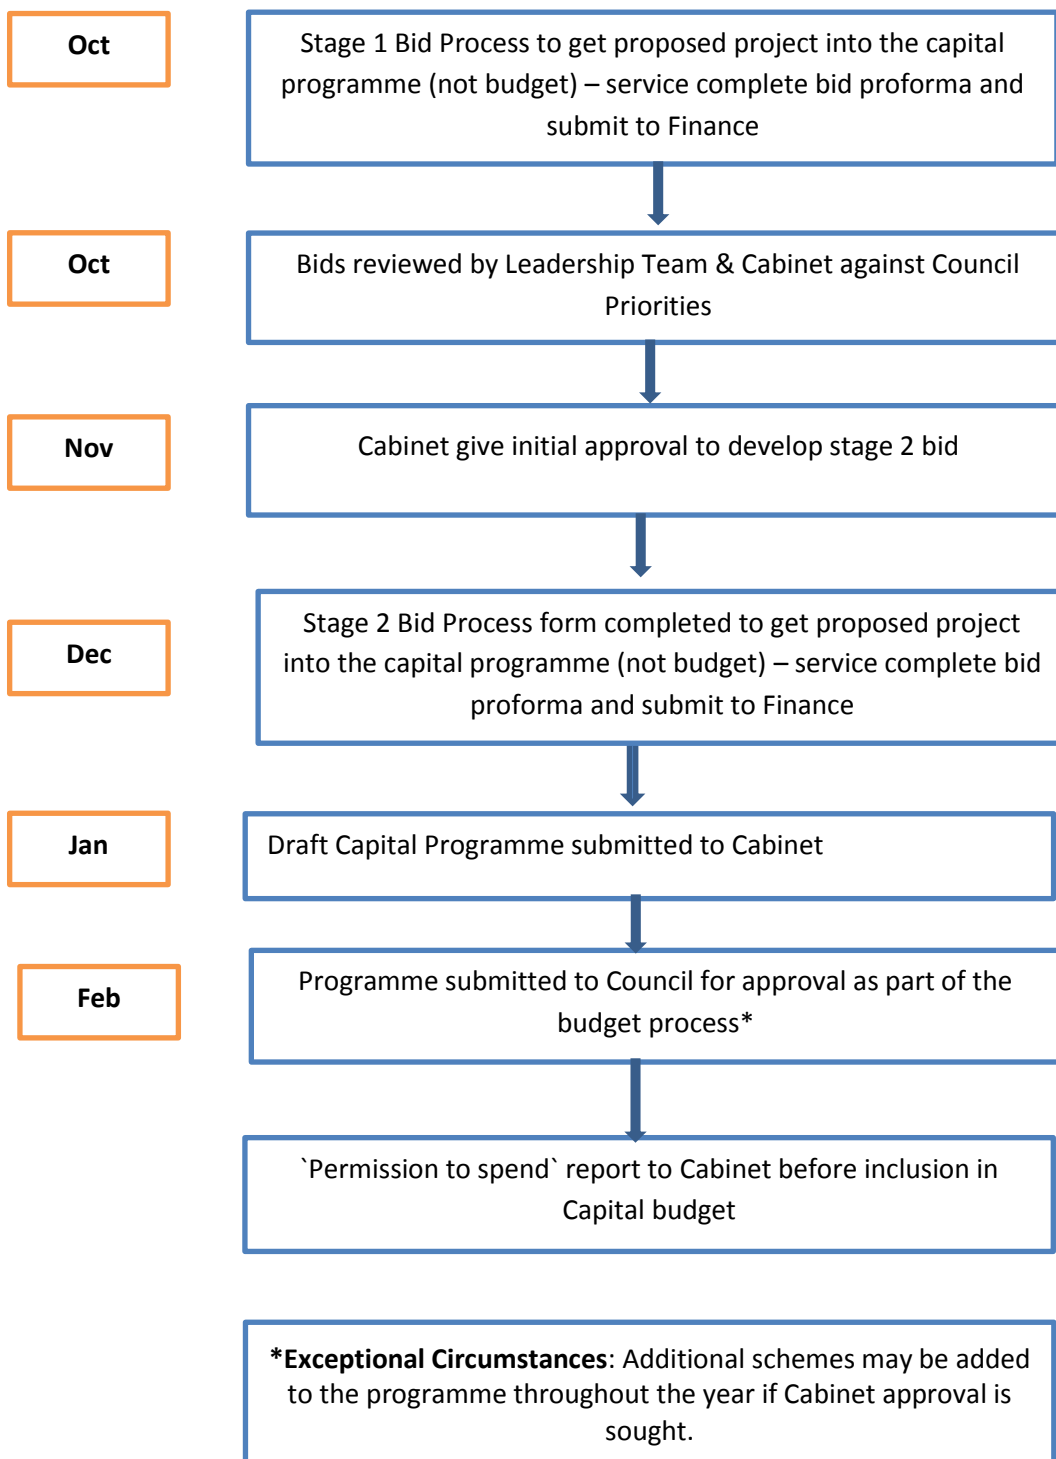 Oct
Stage 1 Bid Process to get proposed project into the capital
programme (not budget) – service complete bid proforma and
submit to Finance
Oct
Bids reviewed by Leadership Team & Cabinet against Council
Priorities
Nov
Cabinet give initial approval to develop stage 2 bid
Dec
Stage 2 Bid Process form completed to get proposed project
into the capital programme (not budget) – service complete bid
proforma and submit to Finance
Jan
Draft Capital Programme submitted to Cabinet
Feb
Programme submitted to Council for approval as part of the
budget process*
`Permission to spend` report to Cabinet before inclusion in
Capital budget
*Exceptional Circumstances: Additional schemes may be added
to the programme throughout the year if Cabinet approval is
sought.